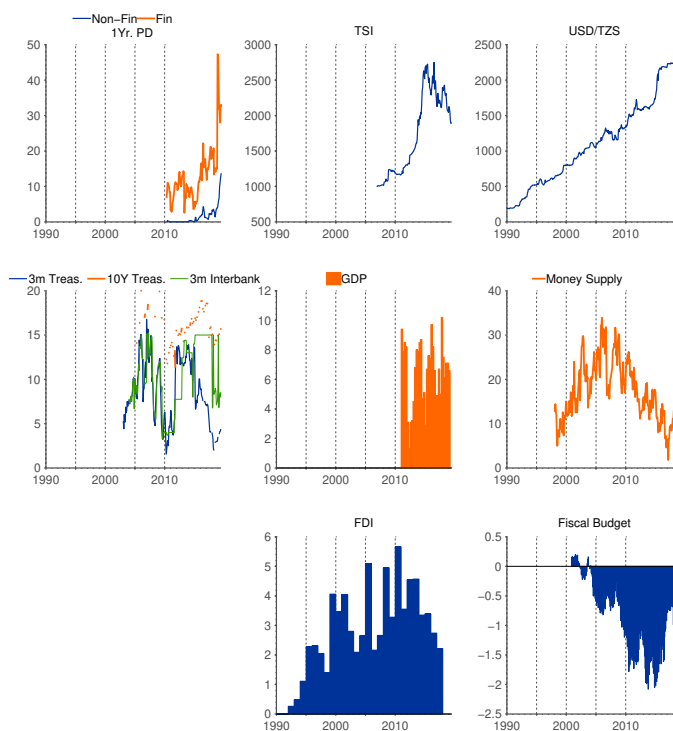 Non-Fin Fin
1Yr. PD
50
40
30
20
10
0
1990 2000 2010
TSI
3000
2500
2000
1500
1000
500
1990 2000 2010
USD/TZS
2500
2000
1500
1000
500
0
1990 2000 2010
3m Treas. 10Y Treas. 3m Interbank
20
15
10
5
0
1990 2000 2010
GDP
12
10
8
6
4
2
0
1990 2000 2010
Money Supply
40
30
20
10
0
1990 2000 2010
FDI
6
5
4
3
2
1
0
1990 2000 2010
Fiscal Budget
0.5
0
-0.5
-1
-1.5
-2
-2.5
1990 2000 2010